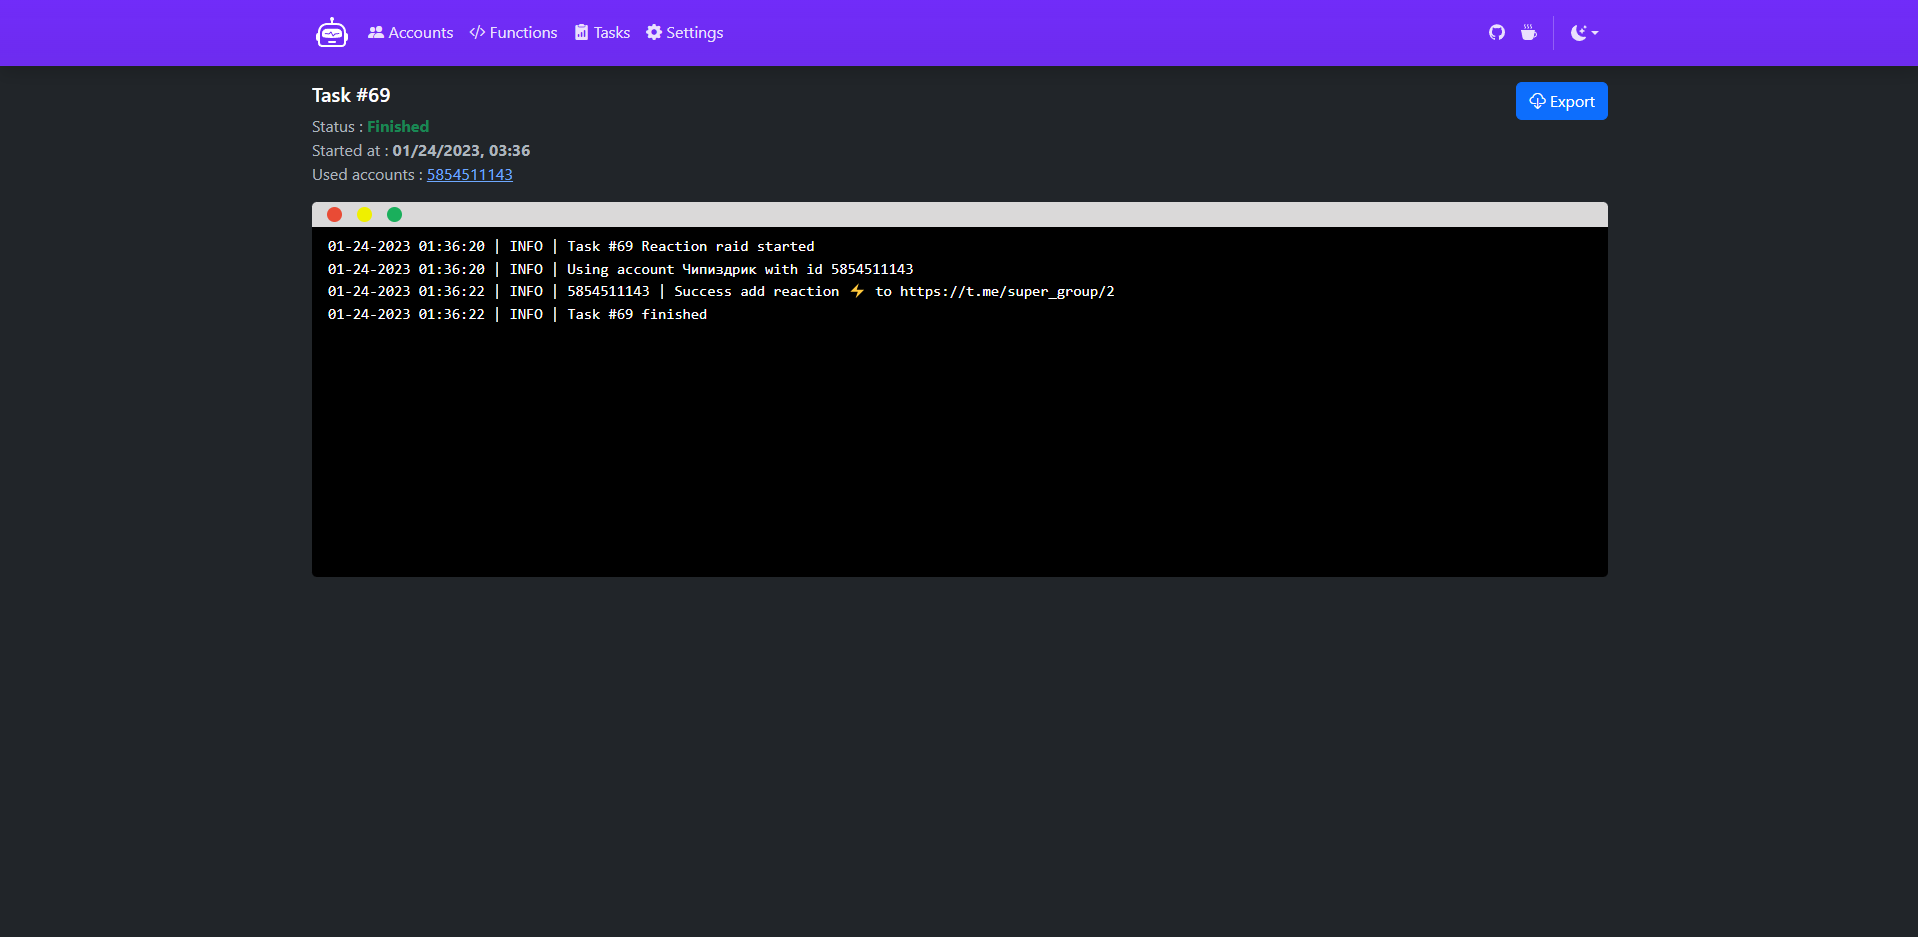 Accounts Functions Tasks Settings
Task #69
Export
Status : Finished
Started at : 01/24/2023, 03:36
Used accounts : 5854511143
01-24-2023 01:36:20 | INFO | Task #69 Reaction raid started
01-24-2023 01:36:20 | INFO | Using account Чипиздрик with id 5854511143
01-24-2023 01:36:22 | INFO | 5854511143 | Success add reaction ⚡ to https://t.me/super_group/2
01-24-2023 01:36:22 | INFO | Task #69 finished